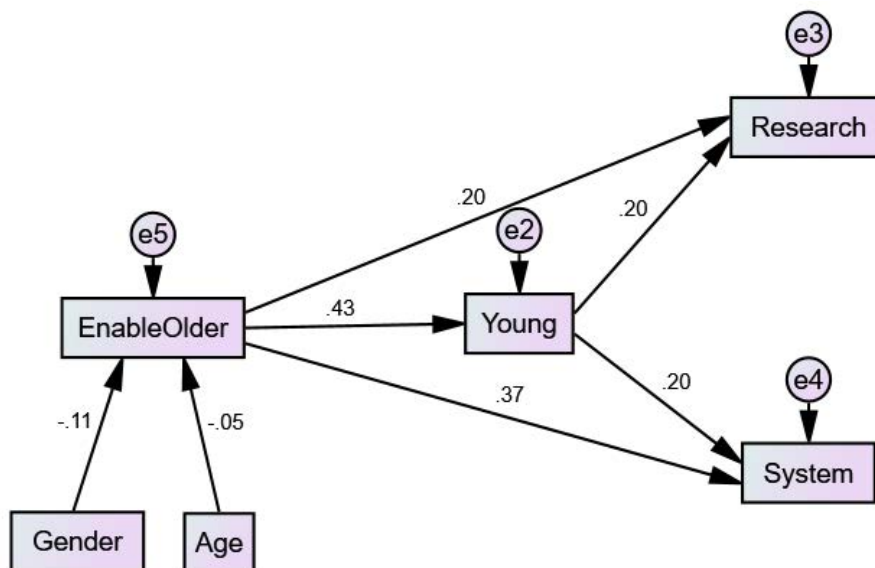 e3
Research
.20
.20
e2
e5
.43
Young
EnableOlder
.20
.37
e4
-.11
-.05
System
Gender
Age